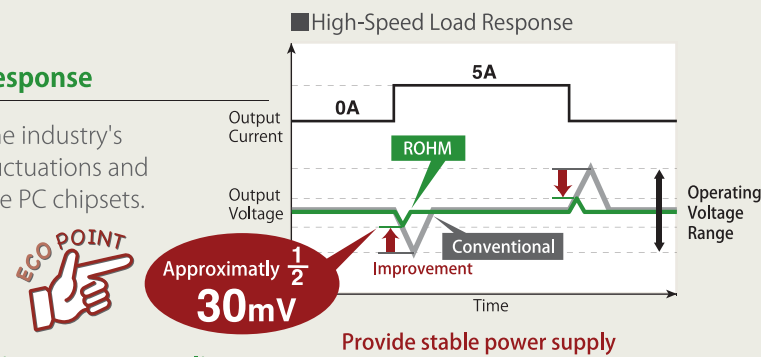 ■High-Speed Load Response
esponse
e industry's
uctuations and
e PC chipsets.
ECO POINT
Output
Current
0A
5A
ROHM
Output
Voltage
Conventional
Operating
Voltage
Range
Approximatly 1/2
30mV
Improvement
Time
Provide stable power supply